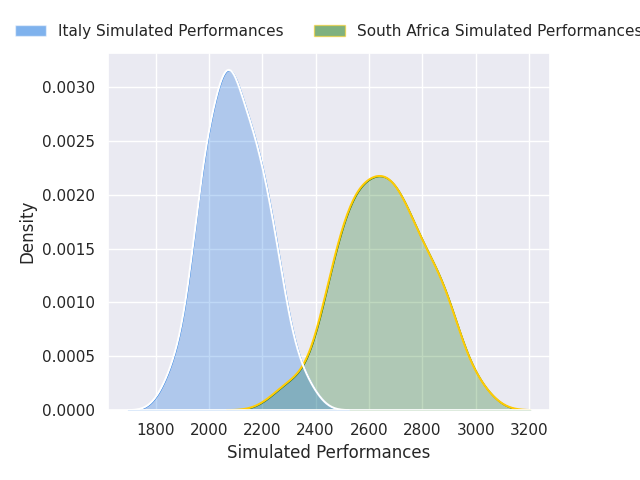 Italy Simulated Performances South Africa Simulated Performances
0.0030
0.0025
0.0020
0.0015
0.0010
0.0005
0.0000
Density
1800 2000 2200 2400 2600 2800 3000 3200
Simulated Performances